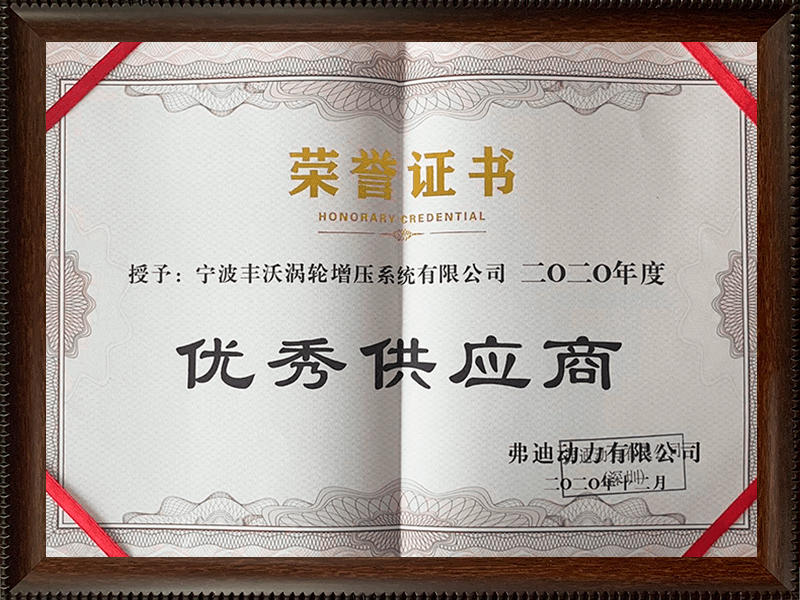 荣誉证书
HONORARY CREDENTIAL
授予：宁波丰沃涡轮增压系统有限公司 二〇二〇年度
优秀供应商
弗迪动力有限公司
（深圳）
二〇二〇年十二月